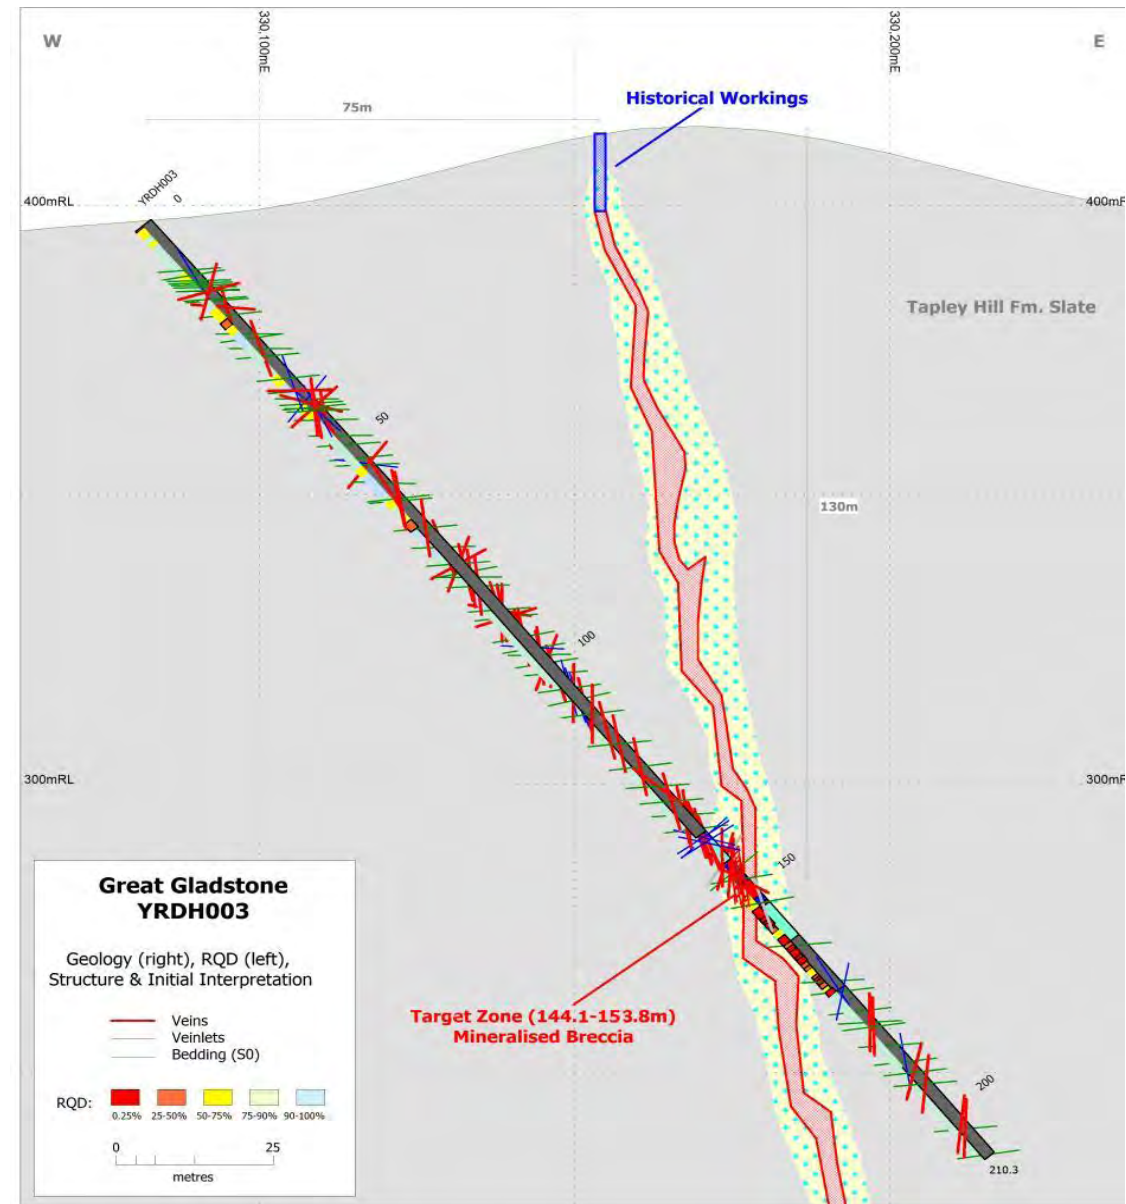 W
330,100mE
330,200mE
E
Historical Workings
75m
YRDH003
0
400mRL
400mR
Tapley Hill Fm. Slate
50
130m
100
300mRL
300mR
150
Great Gladstone
YRDH003
Geology (right), RQD (left),
Structure & Initial Interpretation
Veins
Veinlets
Bedding (S0)
RQD:
0.25% 25-50% 50-75% 75-90% 90-100%
0 25
metres
Target Zone (144.1-153.8m)
Mineralised Breccia
200
210.3